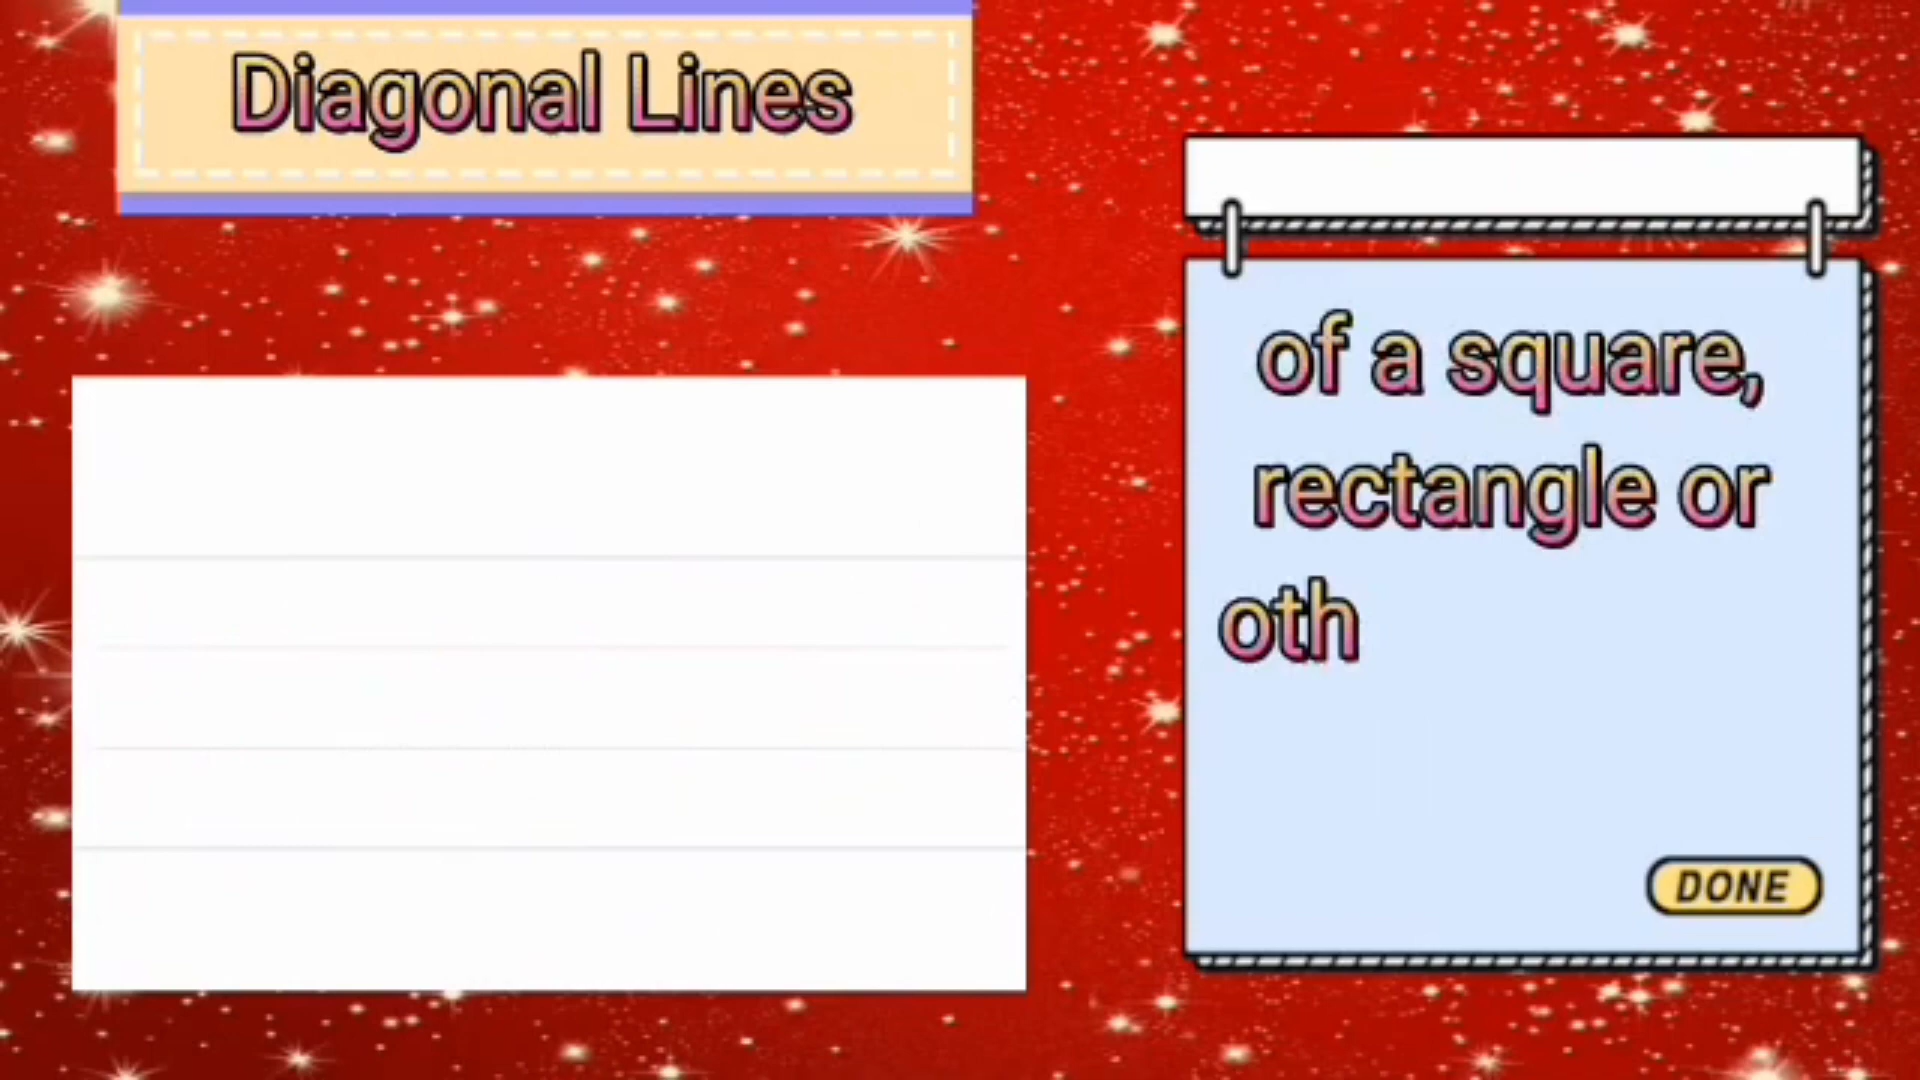 Diagonal Lines
of a square,
rectangle or
oth
DONE